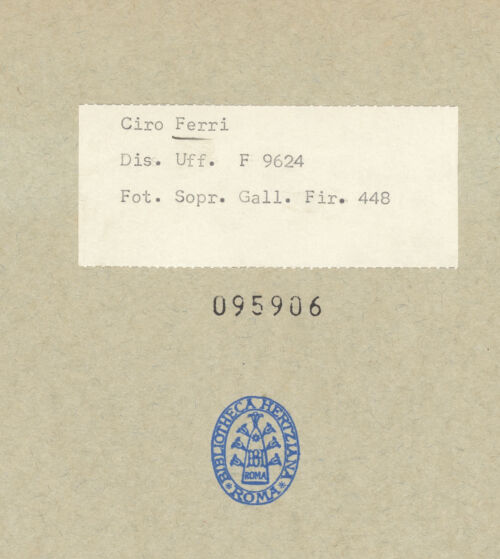 Ciro Ferri
Dis. Uff. F 9624
Fot. Sopr. Gall. Fir. 448
095906
BIBLIOTHECA HERTZIANA
ROMA
* ROMA *